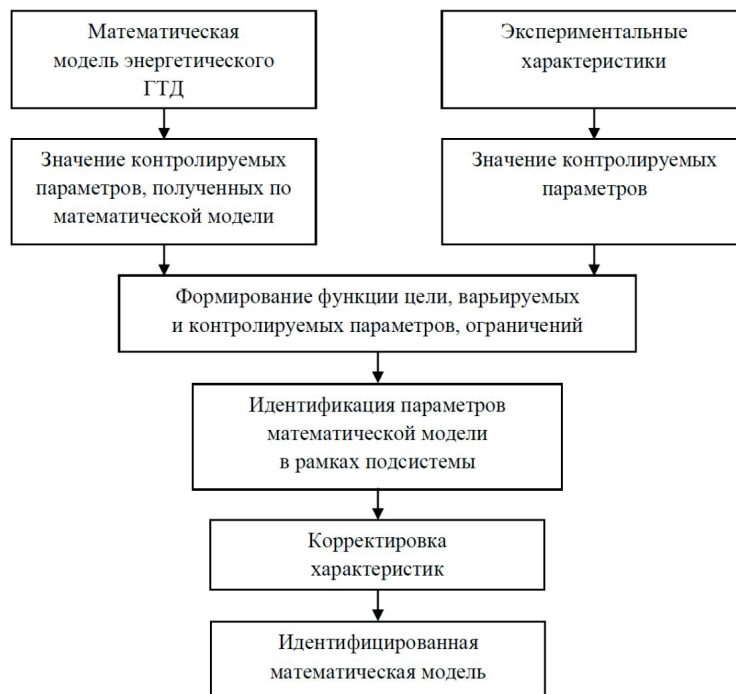 Математическая
модель энергетического
ГТД
Экспериментальные
характеристики
Значение контролируемых
параметров, полученных по
математической модели
Значение контролируемых
параметров
Формирование функции цели, варьируемых
и контролируемых параметров, ограничений
Идентификация параметров
математической модели
в рамках подсистемы
Корректировка
характеристик
Идентифицированная
математическая модель